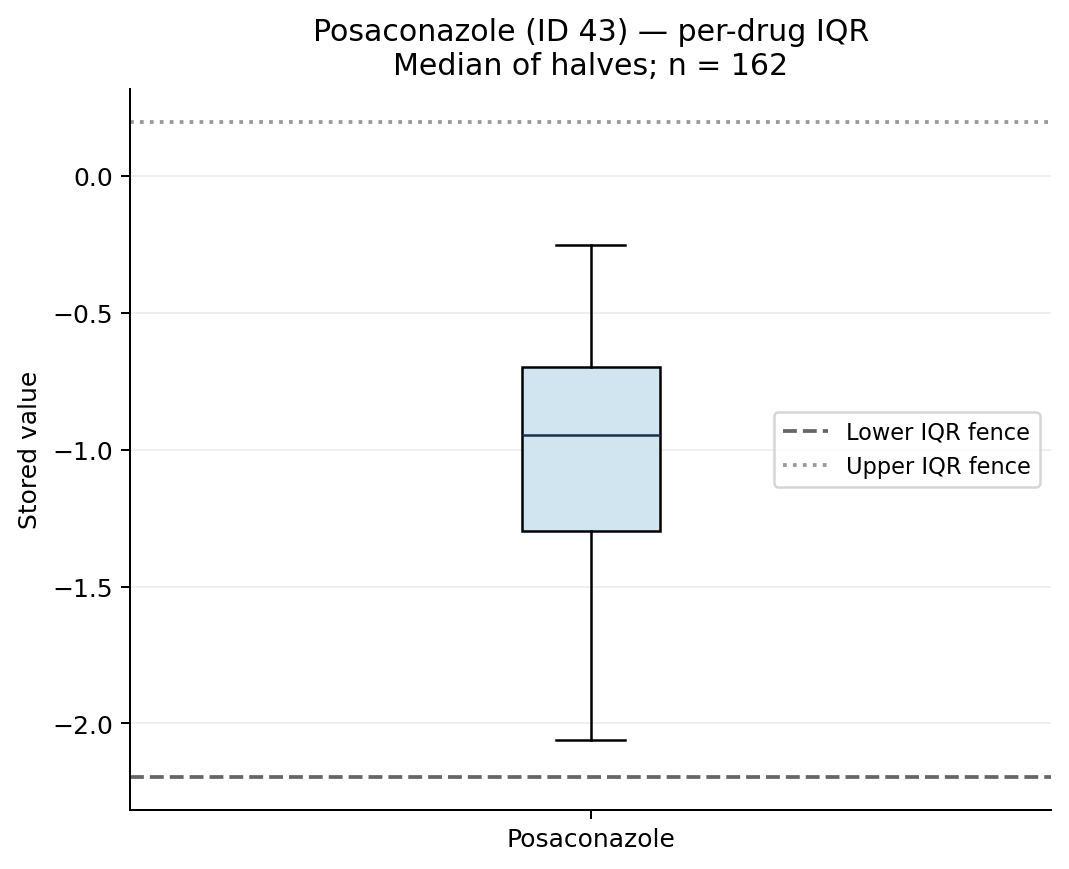 Posaconazole (ID 43) — per-drug IQR
Median of halves; n = 162
Stored value
0.0
−0.5
−1.0
−1.5
−2.0
Lower IQR fence
Upper IQR fence
Posaconazole